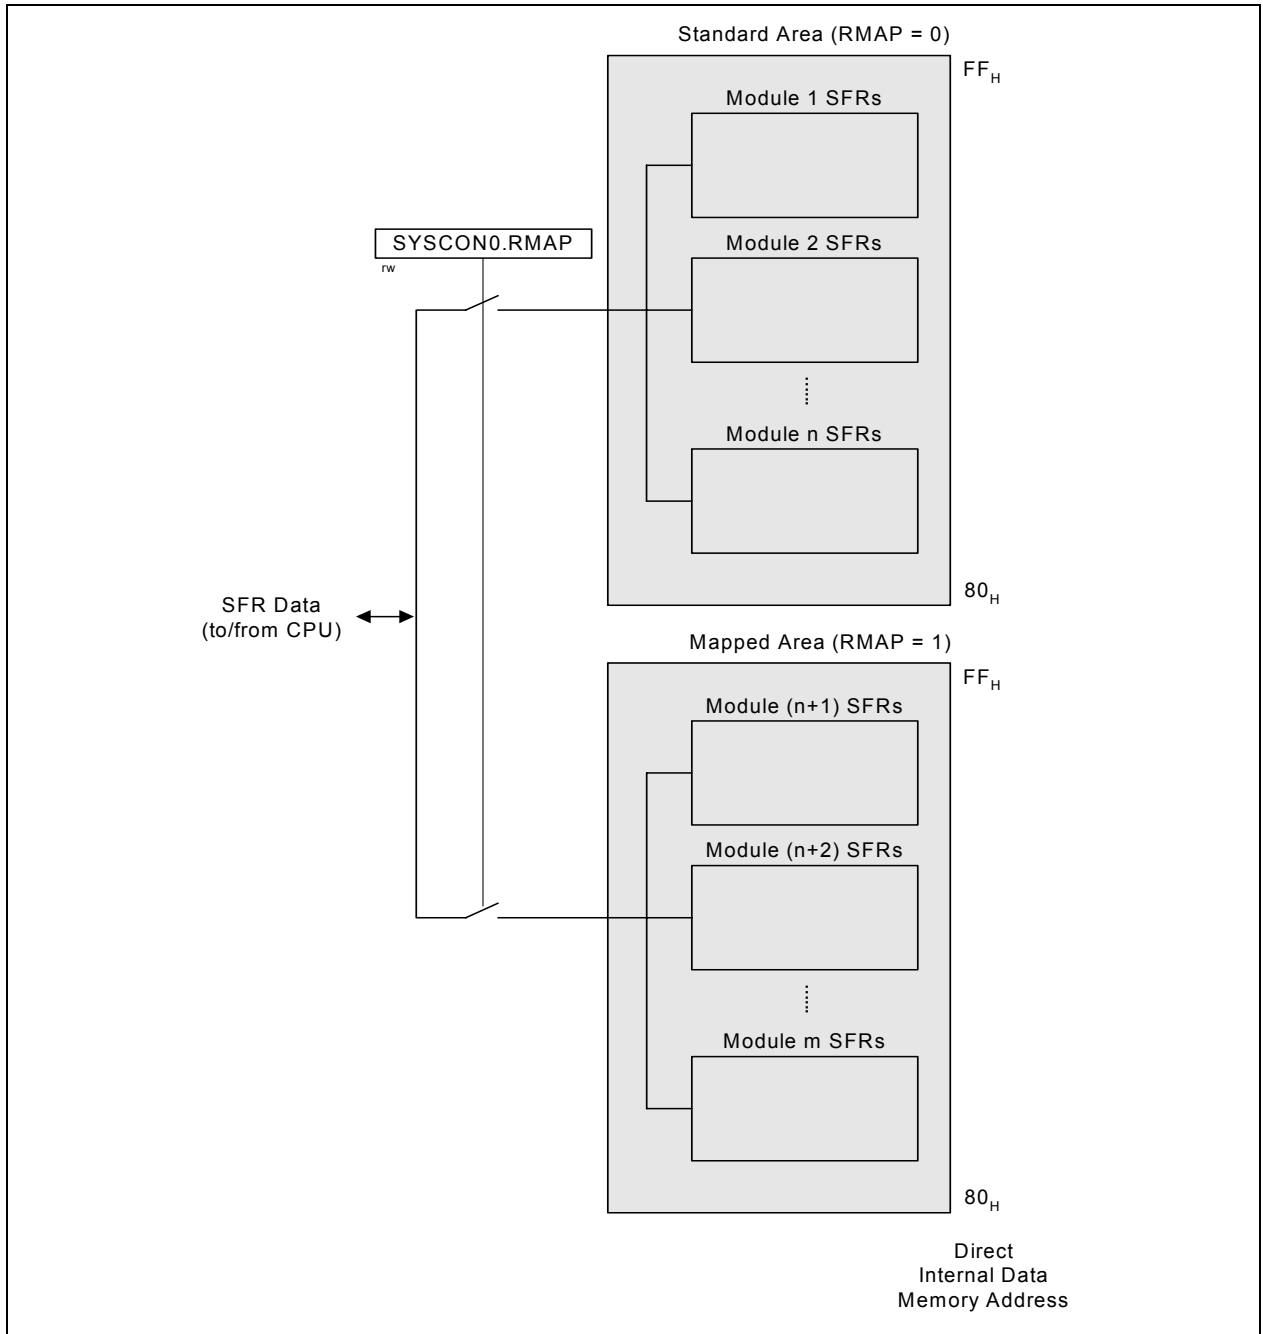 Standard Area (RMAP = 0)
FFH
Module 1 SFRs
SYSCON0.RMAP
rw
Module 2 SFRs
Module n SFRs
80H
SFR Data
(to/from CPU)
Mapped Area (RMAP = 1)
FFH
Module (n+1) SFRs
Module (n+2) SFRs
Module m SFRs
80H
Direct
Internal Data
Memory Address